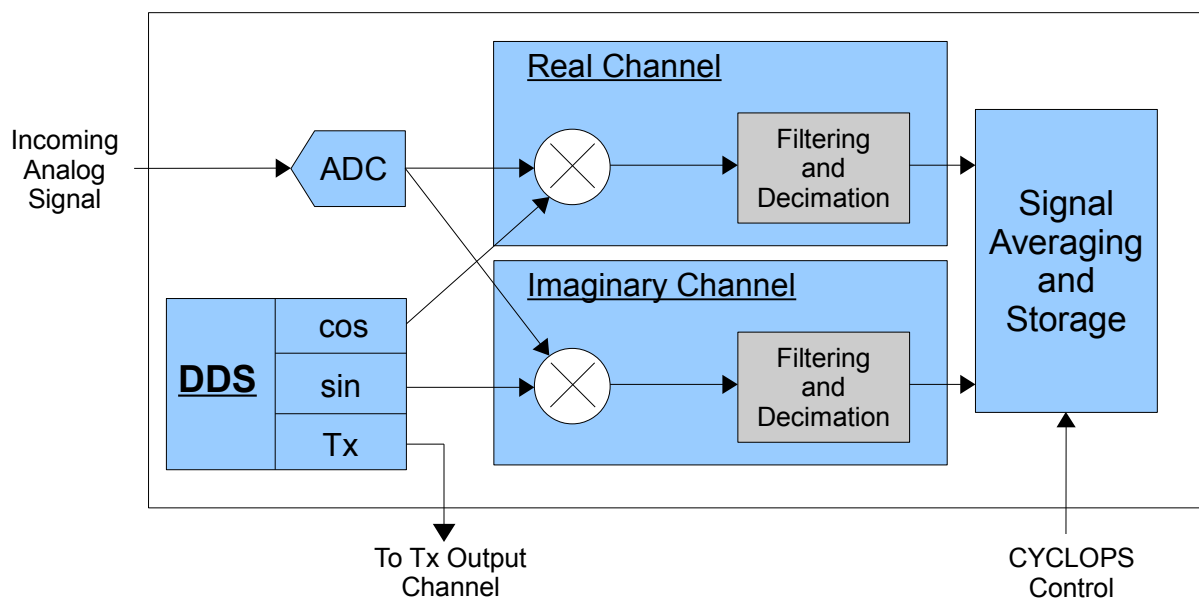 Incoming
Analog
Signal
ADC
DDS
cos
sin
Tx
To Tx Output
Channel
Real Channel
Filtering
and
Decimation
Imaginary Channel
Filtering
and
Decimation
Signal
Averaging
and
Storage
CYCLOPS
Control